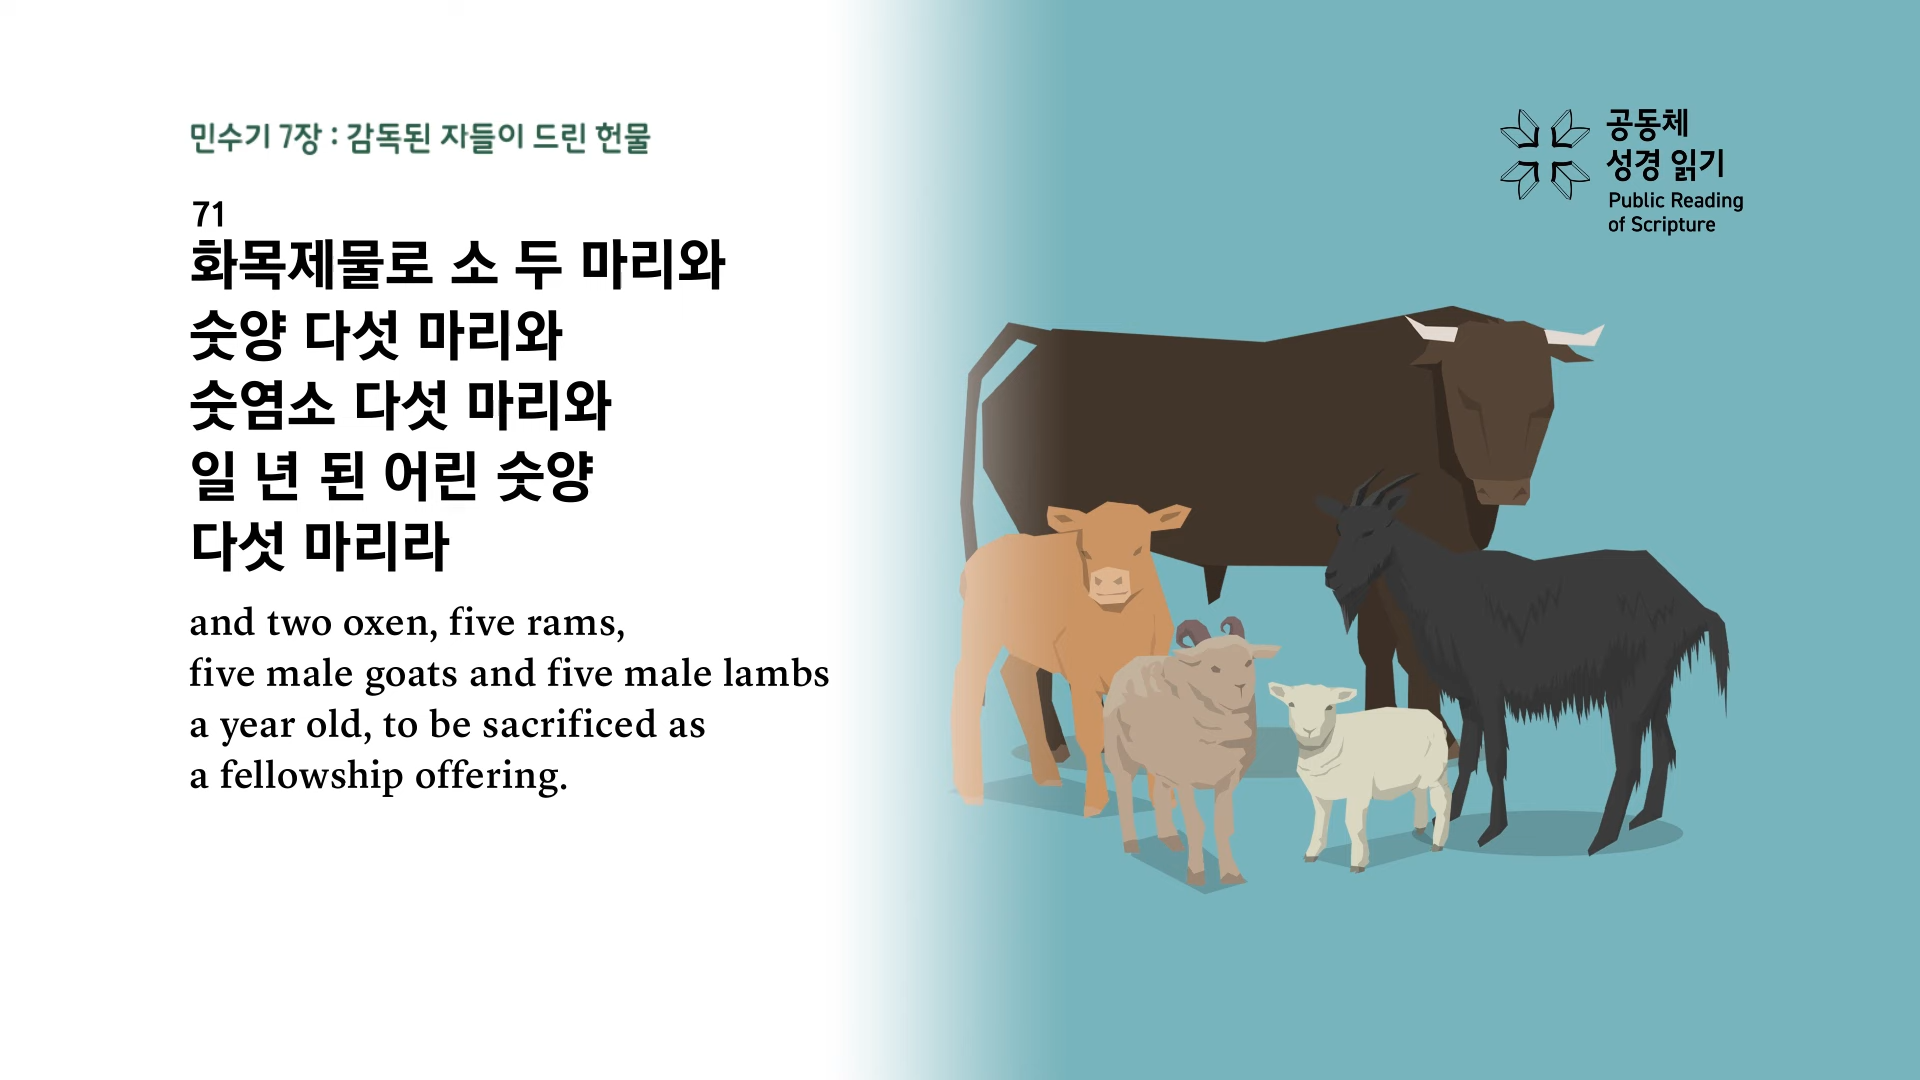 민수기 7장 : 감독된 자들이 드린 헌물
71
화목제물로 소 두 마리와
숫양 다섯 마리와
숫염소 다섯 마리와
일 년 된 어린 숫양
다섯 마리라
and two oxen, five rams,
five male goats and five male lambs
a year old, to be sacrificed as
a fellowship offering.
공동체
성경 읽기
Public Reading
of Scripture